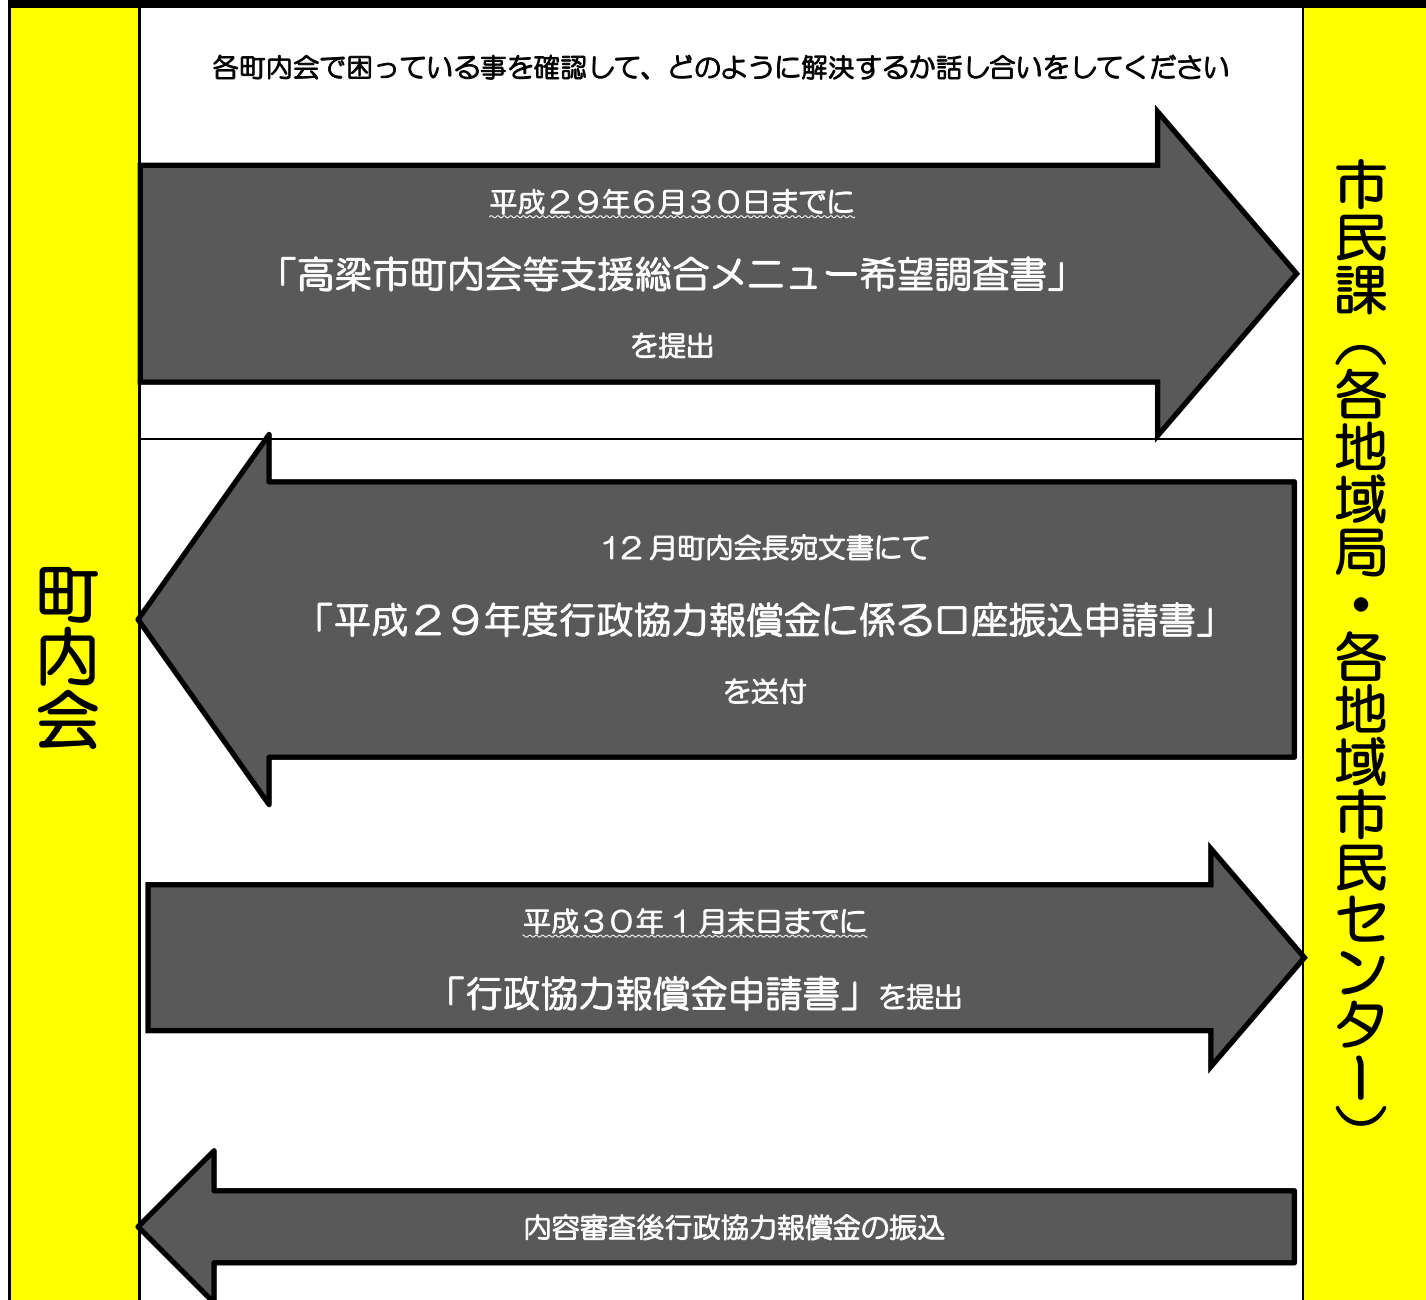 各町内会で困っている事を確認して、どのように解決するか話し合いをしてください
平成２９年６月３０日までに
「高梁市町内会等支援総合メニュー希望調査書」
を提出
12 月町内会長宛文書にて
「平成２９年度行政協力報償金に係る口座振込申請書」
を送付
平成３０年１月末日までに
「行政協力報償金申請書」を提出
内容審査後行政協力報償金の振込
町内会
市民課（各地域局・各地域市民センター）